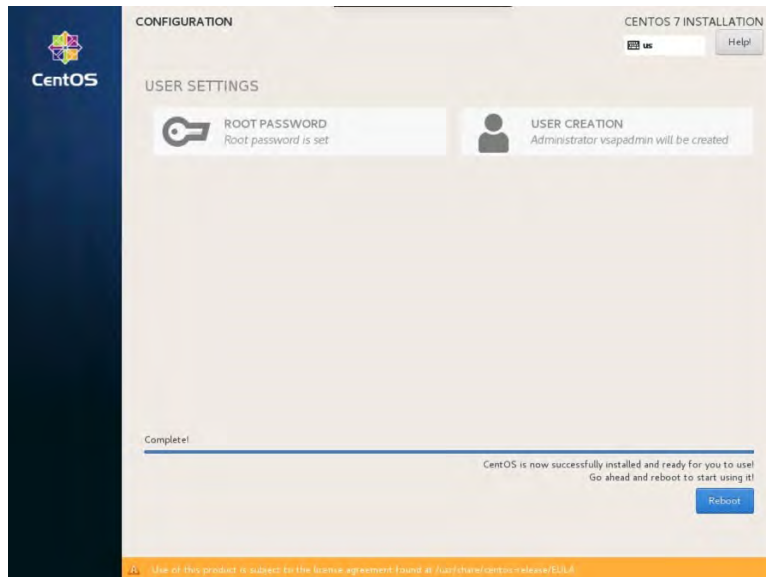 CONFIGURATION
CENTOS 7 INSTALLATION
us
Help!
CentOS
USER SETTINGS
ROOT PASSWORD
Root password is set
USER CREATION
Administrator vsapadmin will be created
Complete!
CentOS is now successfully installed and ready for you to use!
Go ahead and reboot to start using it!
Reboot
Use of this product is subject to the license agreement found at /usr/share/centos-release/EULA